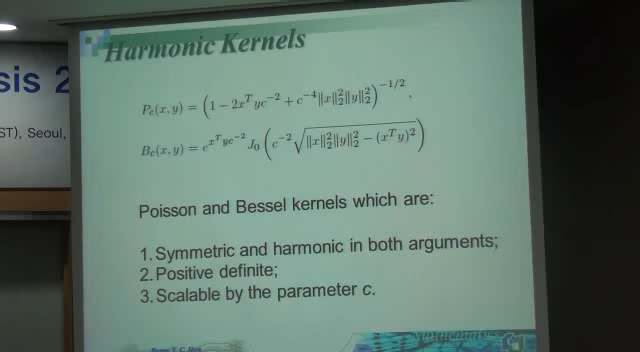 Harmonic Kernels
sis 2
ST), Seoul,
P_c(x, y) = (1 − 2x^T yc^{−2} + c^{−4}‖x‖_2^2‖y‖_2^2)^{−1/2},
B_c(x, y) = e^{x^T yc^{−2}} J_0 (c^{−2} √(‖x‖_2^2‖y‖_2^2 − (x^T y)^2))
Poisson and Bessel kernels which are:
1. Symmetric and harmonic in both arguments;
2. Positive definite;
3. Scalable by the parameter c.